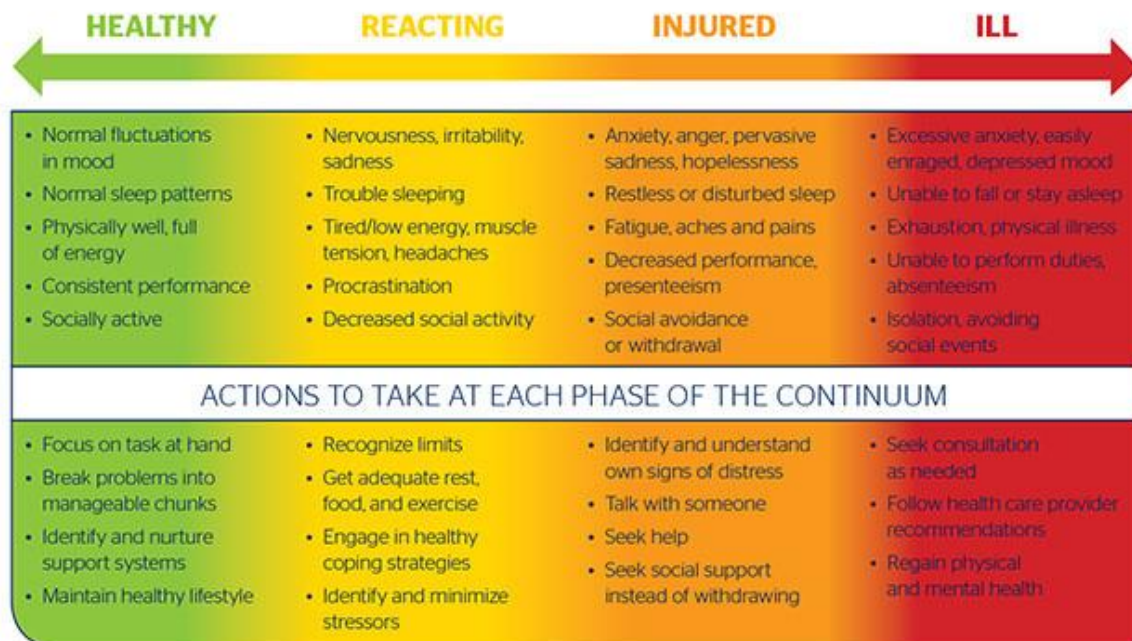 HEALTHY
REACTING
INJURED
ILL
• Normal fluctuations
in mood
• Normal sleep patterns
• Physically well, full
of energy
• Consistent performance
• Socially active
• Nervousness, irritability,
sadness
• Trouble sleeping
• Tired/low energy, muscle
tension, headaches
• Procrastination
• Decreased social activity
• Anxiety, anger, pervasive
sadness, hopelessness
• Restless or disturbed sleep
• Fatigue, aches and pains
• Decreased performance,
presenteeism
• Social avoidance
or withdrawal
• Excessive anxiety, easily
enraged, depressed mood
• Unable to fall or stay asleep
• Exhaustion, physical illness
• Unable to perform duties,
absenteeism
• Isolation, avoiding
social events
ACTIONS TO TAKE AT EACH PHASE OF THE CONTINUUM
• Focus on task at hand
• Break problems into
manageable chunks
• Identify and nurture
support systems
• Maintain healthy lifestyle
• Recognize limits
• Get adequate rest,
food, and exercise
• Engage in healthy
coping strategies
• Identify and minimize
stressors
• Identify and understand
own signs of distress
• Talk with someone
• Seek help
• Seek social support
instead of withdrawing
• Seek consultation
as needed
• Follow health care provider
recommendations
• Regain physical
and mental health